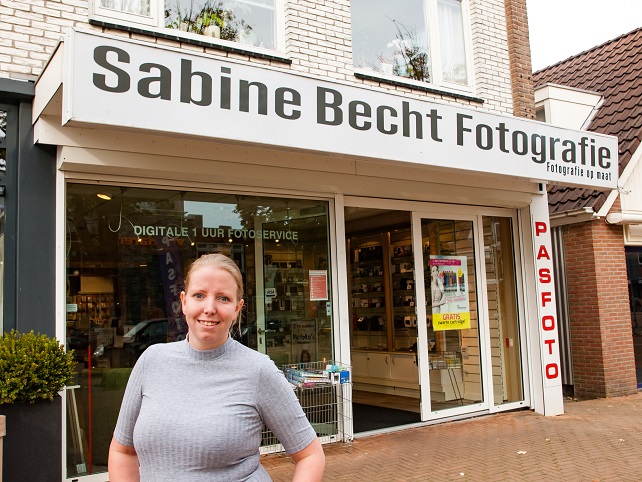 Sabine Becht Fotografie
Fotografie op maat
DIGITALE 1 UUR FOTOSERVICE
PASFOTO
GRATIS